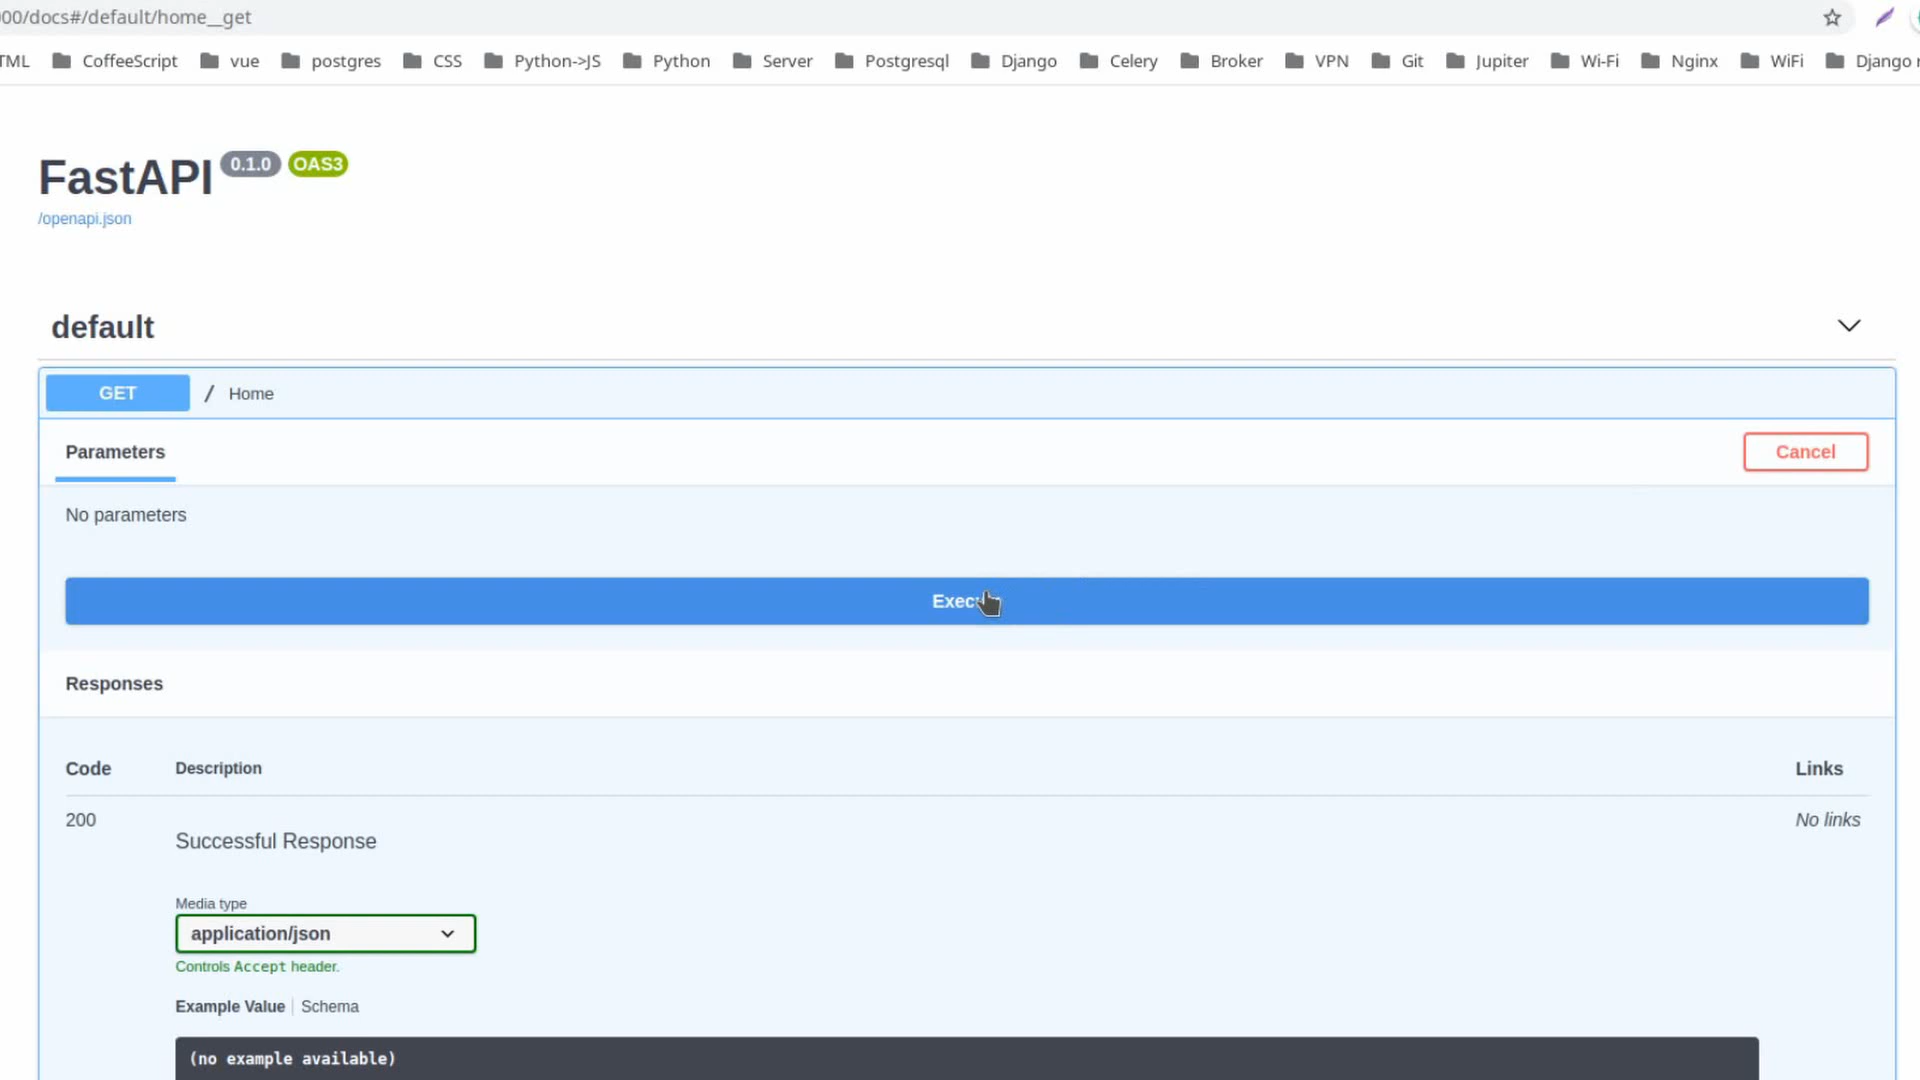 00/docs#/default/home__get
TML CoffeeScript vue postgres CSS Python->JS Python Server Postgresql Django Celery Broker VPN Git Jupiter Wi-Fi Nginx WiFi Django
FastAPI 0.1.0 OAS3
/openapi.json
default
GET / Home
Parameters Cancel
No parameters
Responses
Code Description Links
200 No links
Successful Response
Media type
application/json
Controls Accept header.
Example Value Schema
(no example available)